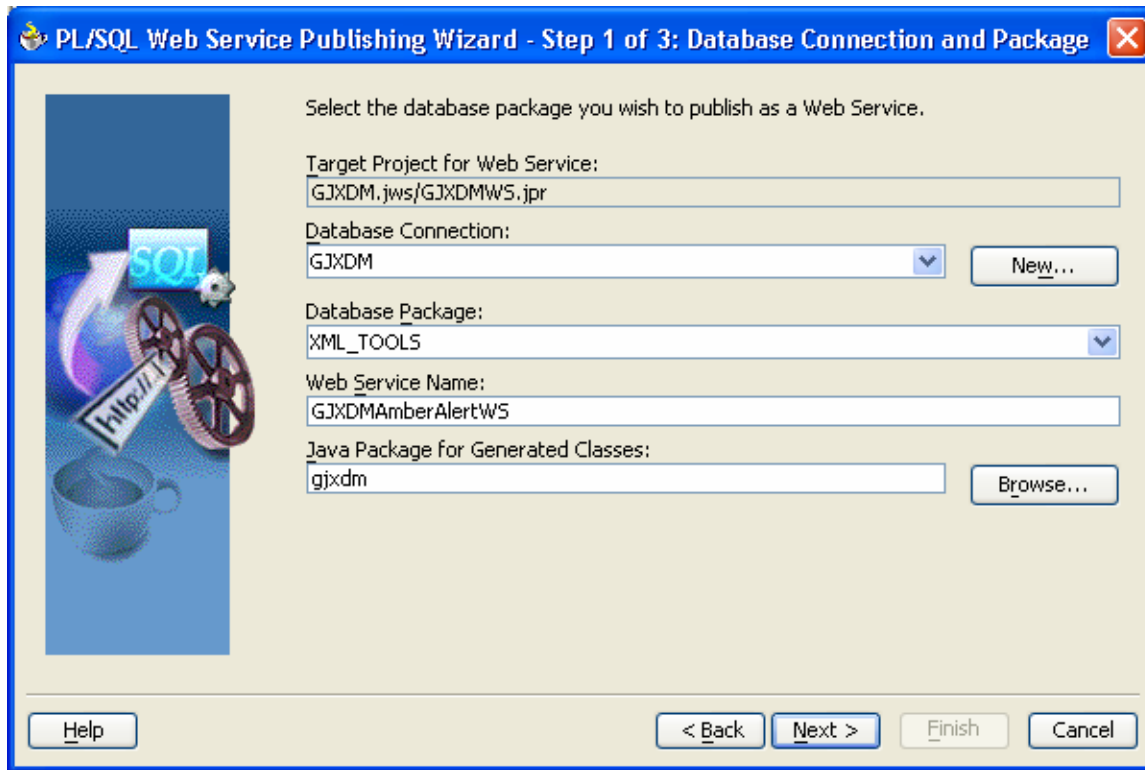 PL/SQL Web Service Publishing Wizard - Step 1 of 3: Database Connection and Package
Select the database package you wish to publish as a Web Service.
Target Project for Web Service:
GJXDM.jws/GJXDMWS.jpr
Database Connection:
GJXDM
New...
Database Package:
XML_TOOLS
Web Service Name:
GJXDMAmberAlertWS
Java Package for Generated Classes:
gjxdm
Browse...
SQL
http://
Help
< Back
Next >
Finish
Cancel